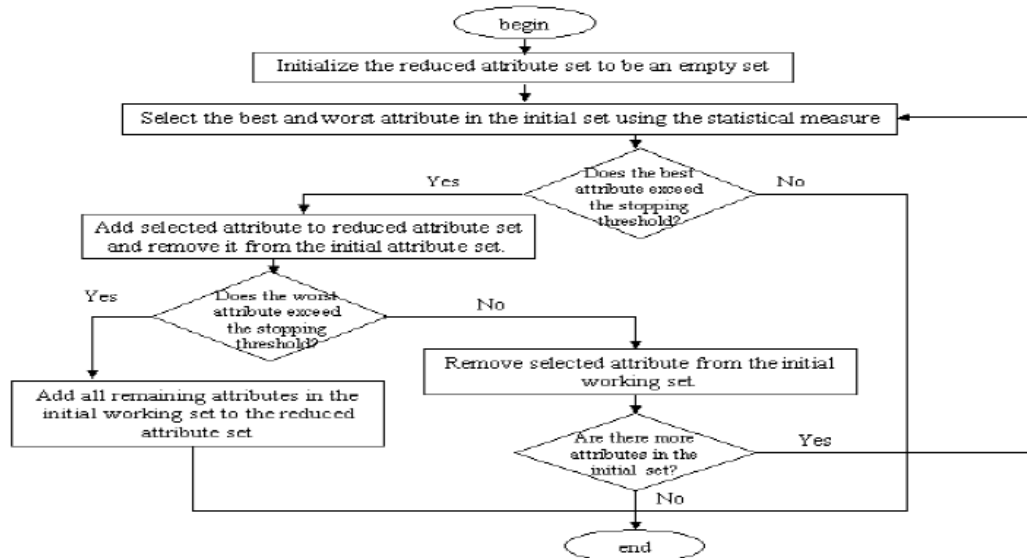 begin
Initialize the reduced attribute set to be an empty set
Select the best and worst attribute in the initial set using the statistical measure
Does the best
attribute exceed
the stopping
threshold?
Yes
No
Add selected attribute to reduced attribute set
and remove it from the initial attribute set.
Does the worst
attribute exceed
the stopping
threshold?
Yes
No
Remove selected attribute from the initial
working set
Add all remaining attributes in the
initial working set to the reduced
attribute set
Are there more
attributes in the
initial set?
Yes
No
end